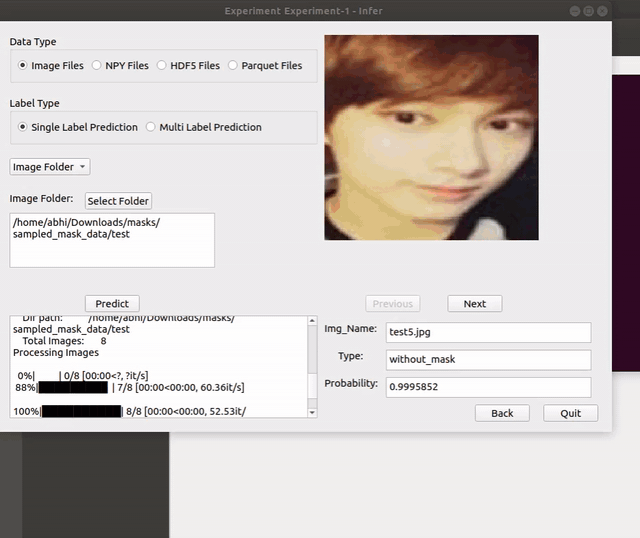 Experiment Experiment-1 - Infer
Data Type
Image Files NPY Files HDF5 Files Parquet Files
Label Type
Single Label Prediction Multi Label Prediction
Image Folder
Image Folder: Select Folder
/home/abhi/Downloads/masks/
sampled_mask_data/test
Predict
Dir path: /home/abhi/Downloads/masks/
sampled_mask_data/test
Total Images: 8
Processing Images
0%| | 0/8 [00:00<?, ?it/s]
88%| | 7/8 [00:00<00:00, 60.36it/s]
100%| | 8/8 [00:00<00:00, 52.53it/
Previous Next
Img_Name: test5.jpg
Type: without_mask
Probability: 0.9995852
Back Quit